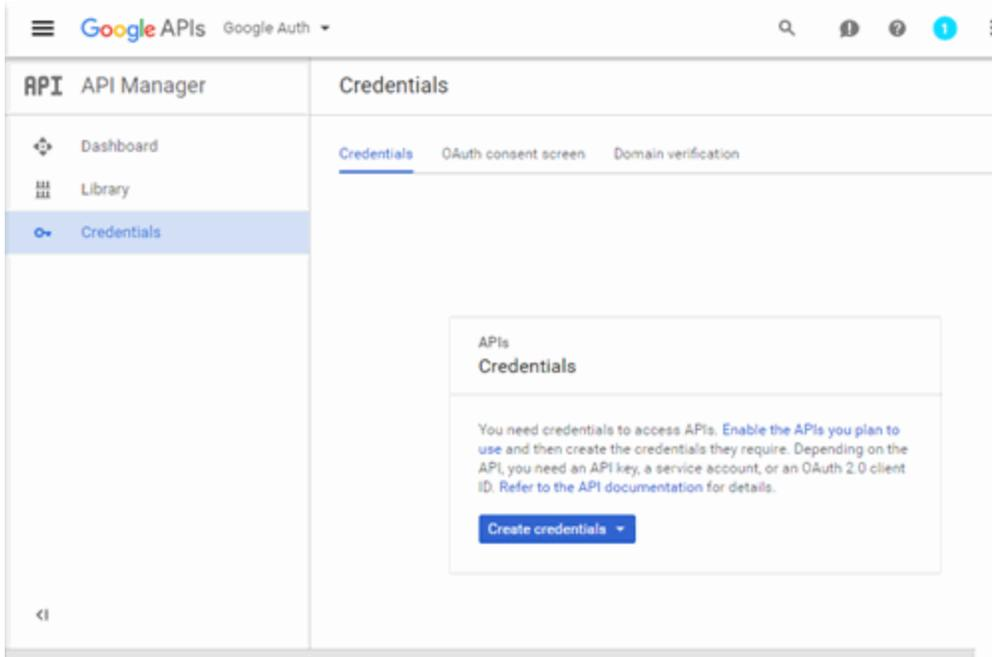 Google APIs Google Auth
1
API API Manager
Credentials
Dashboard
Library
Credentials
Credentials OAuth consent screen Domain verification
APIs
Credentials
You need credentials to access APIs. Enable the APIs you plan to
use and then create the credentials they require. Depending on the
API, you need an API key, a service account, or an OAuth 2.0 client
ID. Refer to the API documentation for details.
Create credentials